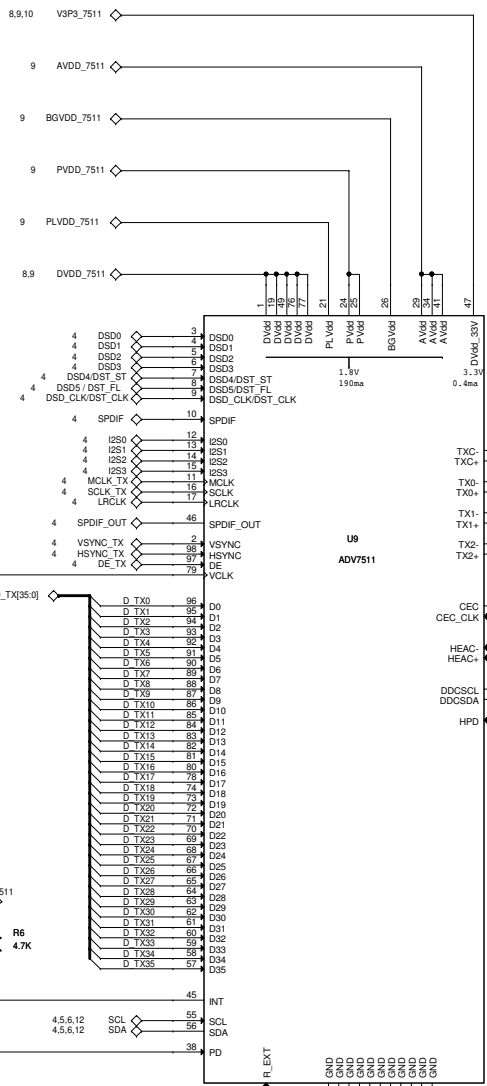 8,9,10 V3P3_7511
9 AVDD_7511
9 BGVDD_7511
9 PVDD_7511
9 PLVDD_7511
8,9 DVDD_7511
1 19 49 76 77 21 24 25 26 29 34 41 47
DVdd DVdd DVdd DVdd DVdd PLVdd PVdd PVdd BGVdd AVdd AVdd AVdd DVdd_33V
1.8V 3.3V
190ma 0.4ma
4 DSD0 3 DSD0
4 DSD1 4 DSD1
4 DSD2 5 DSD2
4 DSD3 6 DSD3
4 DSD4/DST_ST 7 DSD4/DST_ST
4 DSD5 / DST_FL 8 DSD5/DST_FL
4 DSD_CLK/DST_CLK 9 DSD_CLK/DST_CLK
4 SPDIF 10 SPDIF
4 I2S0 12 I2S0
4 I2S1 13 I2S1 TXC-
4 I2S2 14 I2S2 TXC+
4 I2S3 15 I2S3
4 MCLK_TX 11 MCLK TX0-
4 SCLK_TX 16 SCLK TX0+
4 LRCLK 17 LRCLK
TX1-
4 SPDIF_OUT 46 SPDIF_OUT TX1+
4 VSYNC_TX 2 VSYNC U9 TX2-
4 HSYNC_TX 98 HSYNC TX2+
4 DE_TX 97 DE ADV7511
79 VCLK
_TX[35:0]
D_TX0 96 D0 CEC
D_TX1 95 D1 CEC_CLK
D_TX2 94 D2
D_TX3 93 D3
D_TX4 92 D4 HEAC-
D_TX5 91 D5 HEAC+
D_TX6 90 D6
D_TX7 89 D7
D_TX8 88 D8 DDCSCL
D_TX9 87 D9 DDCSDA
D_TX10 86 D10
D_TX11 85 D11 HPD
D_TX12 84 D12
D_TX13 83 D13
D_TX14 82 D14
D_TX15 81 D15
D_TX16 80 D16
D_TX17 78 D17
D_TX18 74 D18
D_TX19 73 D19
D_TX20 72 D20
D_TX21 71 D21
D_TX22 70 D22
D_TX23 69 D23
D_TX24 68 D24
D_TX25 67 D25
D_TX26 66 D26
D_TX27 65 D27
D_TX28 64 D28
D_TX29 63 D29
D_TX30 62 D30
D_TX31 61 D31
D_TX32 60 D32
D_TX33 59 D33
D_TX34 58 D34
D_TX35 57 D35
511
R6
4.7K
45 INT
4,5,6,12 SCL 55 SCL
4,5,6,12 SDA 56 SDA
38 PD
R_EXT GND GND GND GND GND GND GND GND GND GND GND